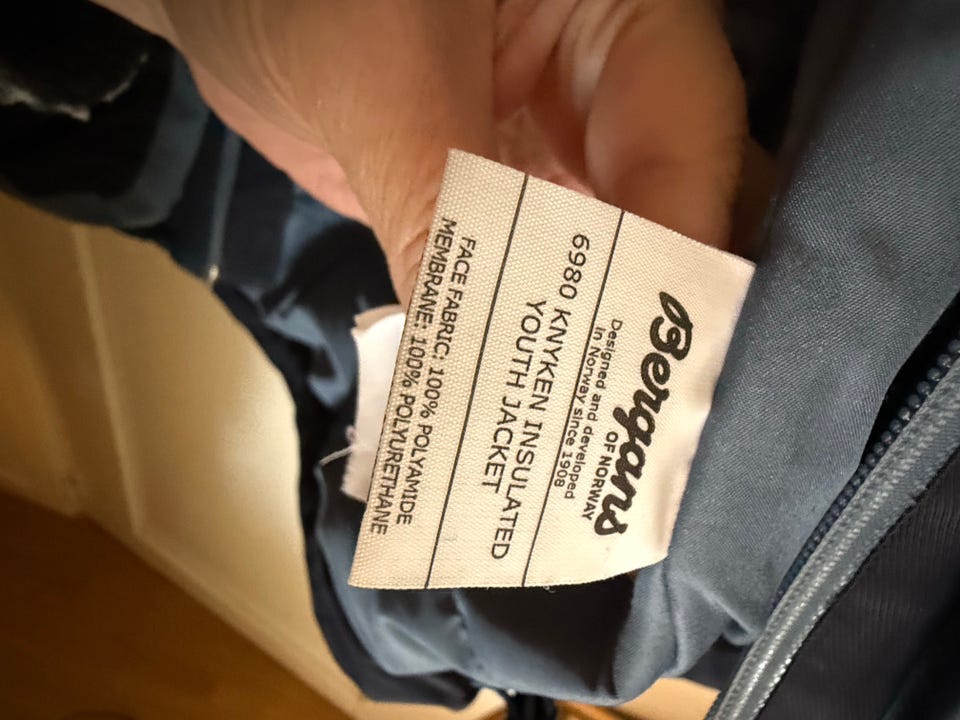 Bergans
OF NORWAY
Designed and developed
in Norway since 1908
6980 KNYKEN INSULATED
YOUTH JACKET
FACE FABRIC: 100% POLYAMIDE
MEMBRANE: 100% POLYURETHANE